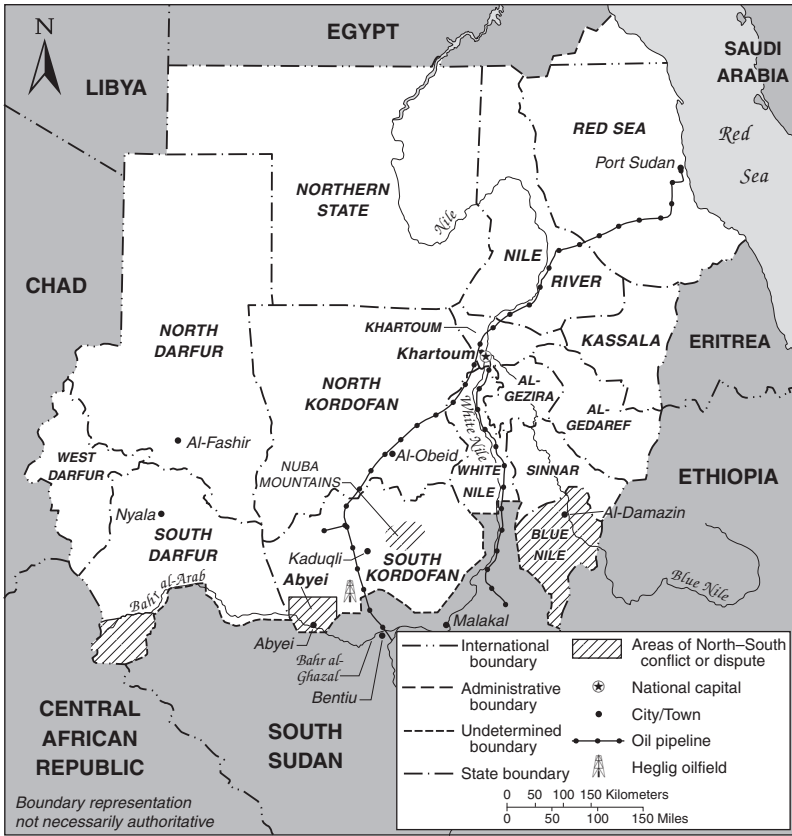 N
EGYPT
LIBYA
SAUDI
ARABIA
RED SEA
Port Sudan
Red
Sea
NORTHERN
STATE
Nile
NILE
RIVER
CHAD
NORTH
DARFUR
KHARTOUM
Khartoum
KASSALA
ERITREA
NORTH
KORDOFAN
AL-
GEZIRA
AL-
GEDAREF
White Nile
Al-Fashir
Al-Obeid
WEST
DARFUR
NUBA
MOUNTAINS
WHITE
NILE
SINNAR
ETHIOPIA
Nyala
SOUTH
DARFUR
Al-Damazin
BLUE
NILE
Kaduqli
SOUTH
KORDOFAN
Abyei
Bahr al-Arab
Blue Nile
Malakal
Abyei
Bahr al-
Ghazal
Bentiu
CENTRAL
AFRICAN
REPUBLIC
SOUTH
SUDAN
Boundary representation
not necessarily authoritative
International
boundary
Administrative
boundary
Undetermined
boundary
State boundary
Areas of North–South
conflict or dispute
National capital
City/Town
Oil pipeline
Heglig oilfield
0 50 100 150 Kilometers
0 50 100 150 Miles